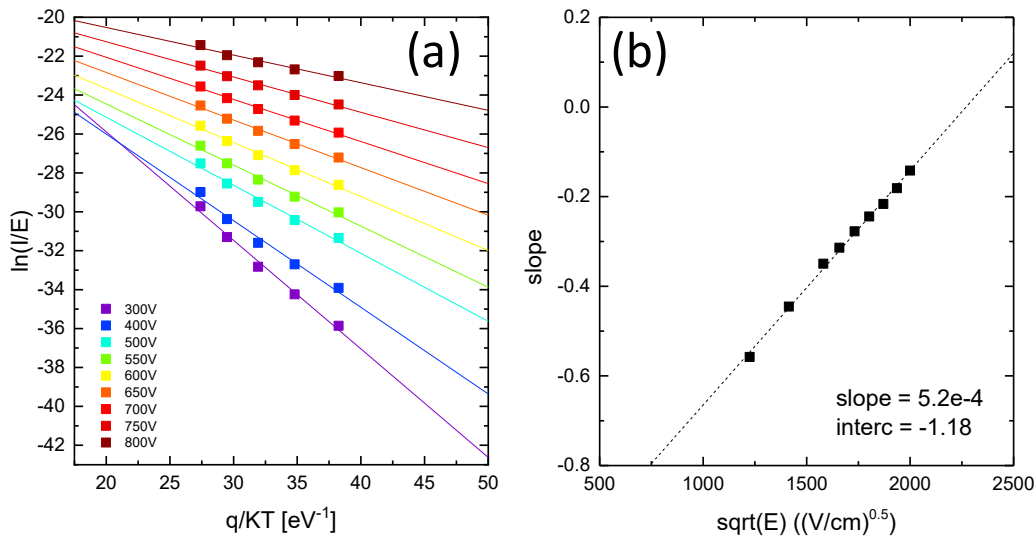 (a)
-20
-22
-24
-26
-28
-30
-32
-34
-36
-38
-40
-42
ln(I/E)
300V
400V
500V
550V
600V
650V
700V
750V
800V
20 25 30 35 40 45 50
q/KT [eV-1]
(b)
0.2
0.0
-0.2
-0.4
-0.6
-0.8
slope
slope = 5.2e-4
interc = -1.18
500 1000 1500 2000 2500
sqrt(E) ((V/cm)0.5)